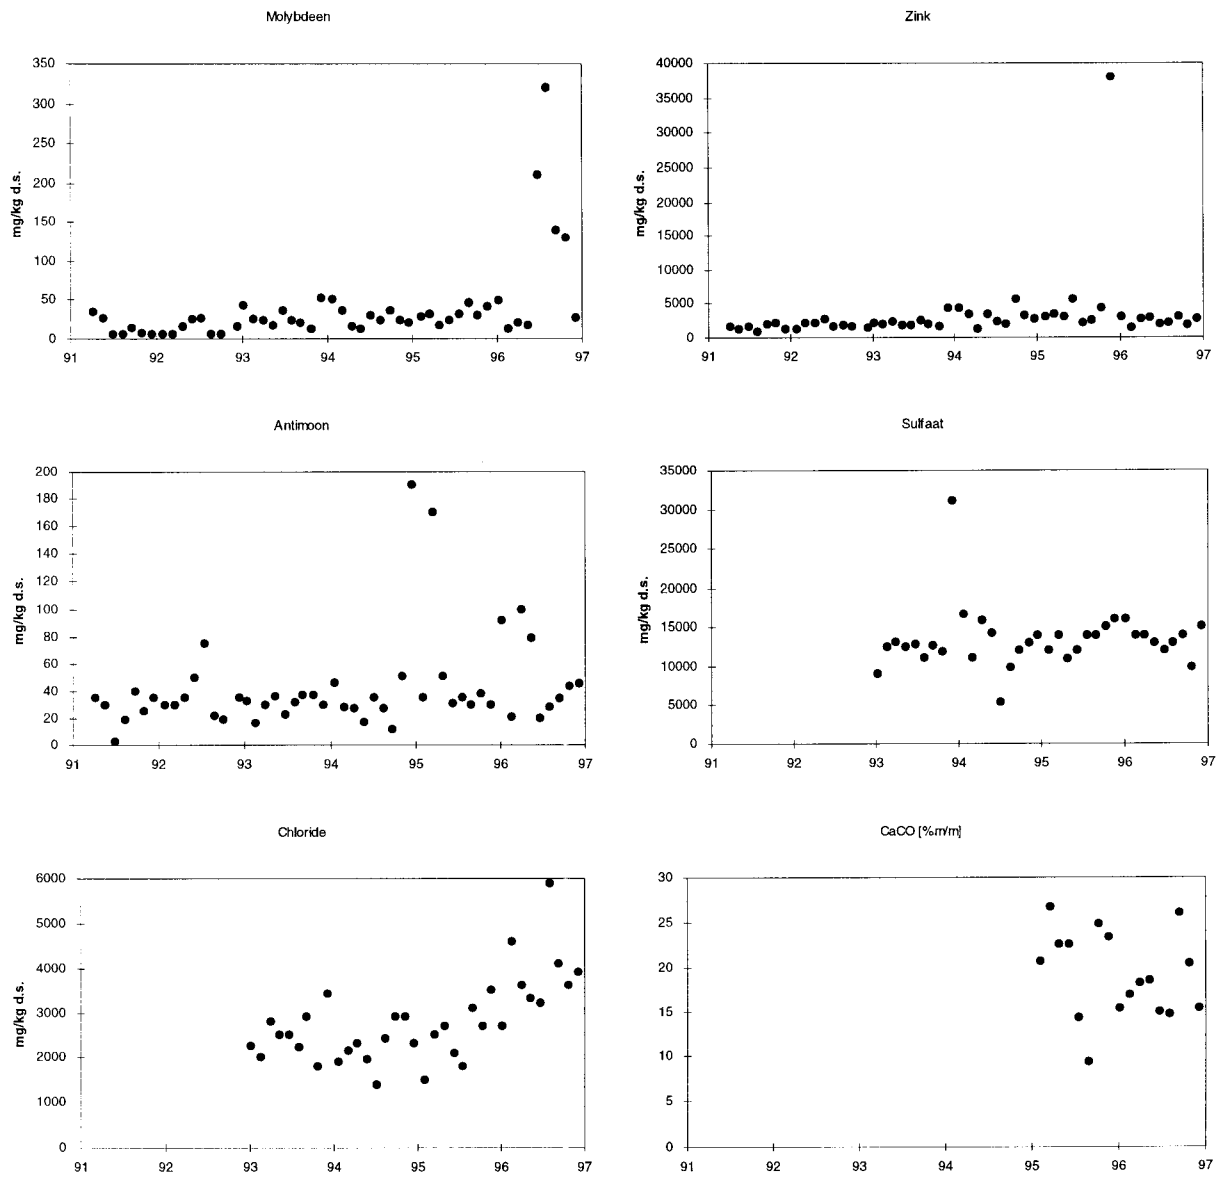 Molybdeen
350
300
250
200
150
100
50
0
mg/kg d.s.
91 92 93 94 95 96 97
Zink
40000
35000
30000
25000
20000
15000
10000
5000
0
mg/kg d.s.
91 92 93 94 95 96 97
Antimoon
200
180
160
140
120
100
80
60
40
20
0
mg/kg d.s.
91 92 93 94 95 96 97
Sulfaat
35000
30000
25000
20000
15000
10000
5000
0
mg/kg d.s.
91 92 93 94 95 96 97
Chloride
6000
5000
4000
3000
2000
1000
0
mg/kg d.s.
91 92 93 94 95 96 97
CaCO [%m/m]
30
25
20
15
10
5
0
91 92 93 94 95 96 97